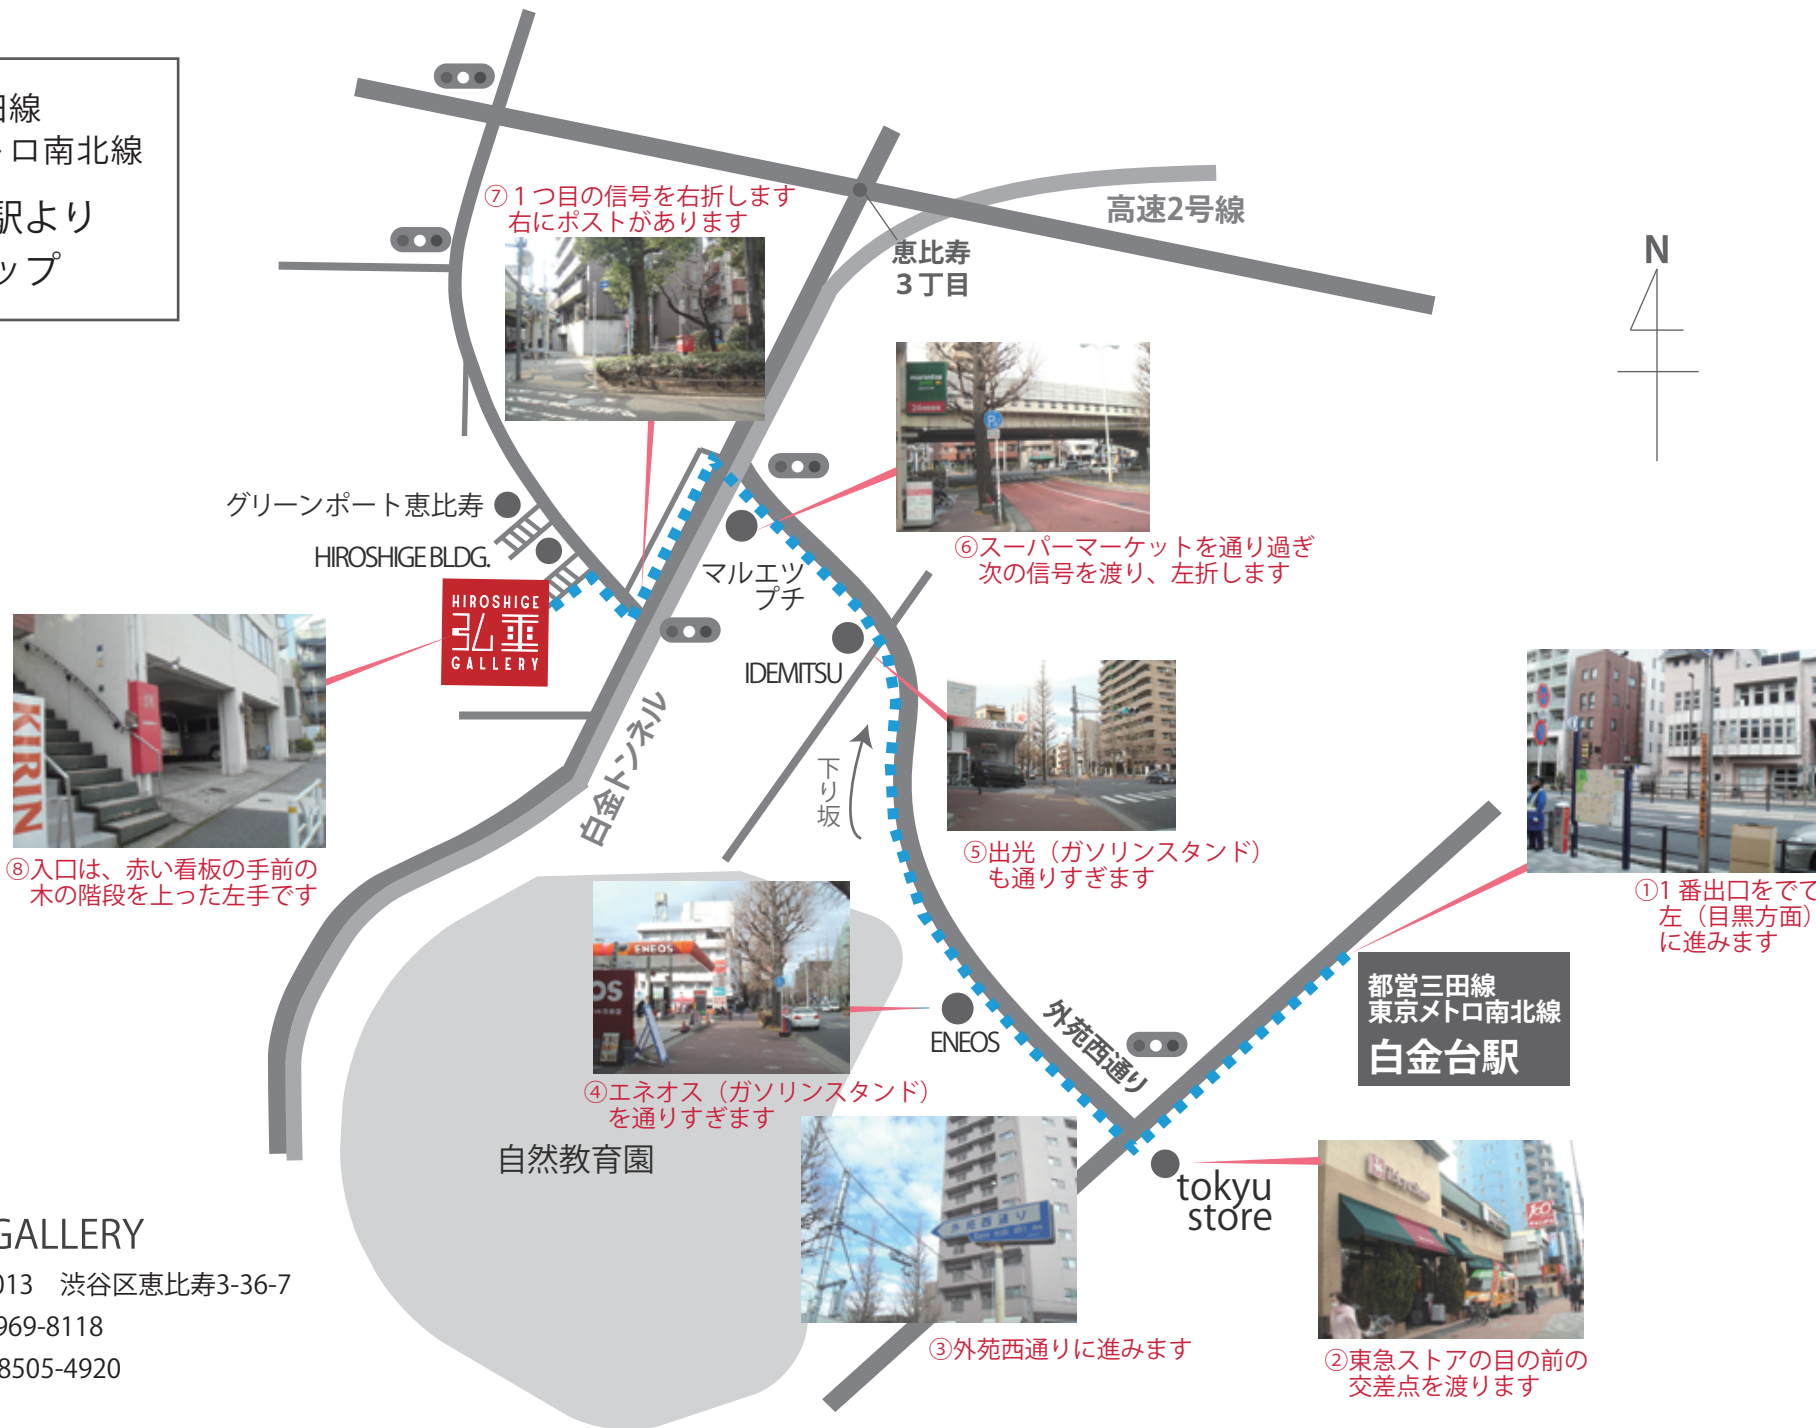 田線
トロ南北線
駅より
ップ
⑦１つ目の信号を右折します
右にポストがあります
高速2号線
恵比寿
３丁目
N
グリーンポート恵比寿
HIROSHIGE BLDG.
HIROSHIGE
弘重
GALLERY
マルエツ
プチ
⑥スーパーマーケットを通り過ぎ
次の信号を渡り、左折します
IDEMITSU
白金トンネル
下り坂
KIRIN
⑧入口は、赤い看板の手前の
木の階段を上った左手です
⑤出光（ガソリンスタンド）
も通りすぎます
①1 番出口をでて
左（目黒方面）
に進みます
都営三田線
東京メトロ南北線
白金台駅
ENEOS
ENEOS
外苑西通り
④エネオス（ガソリンスタンド）
を通りすぎます
自然教育園
外苑西通り
tokyu
store
③外苑西通りに進みます
②東急ストアの目の前の
交差点を渡ります
GALLERY
013　渋谷区恵比寿3-36-7
969-8118
8505-4920